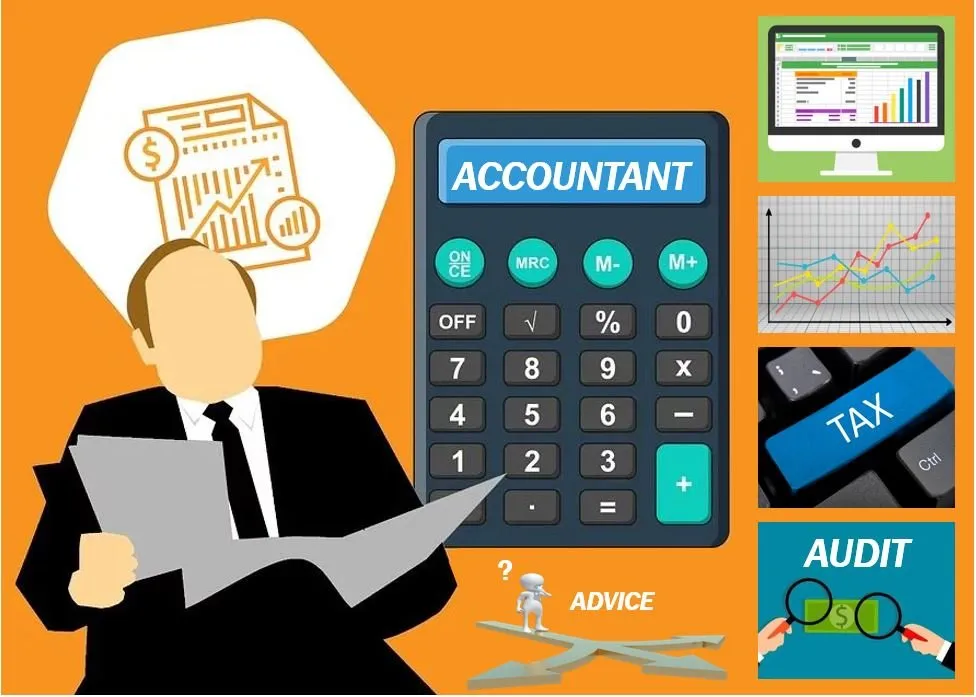 $
ACCOUNTANT
ON
CE
MRC
M-
M+
OFF
√
%
0
7
8
9
x
4
5
6
−
1
2
3
+
.
=
TAX
Ctrl
?
ADVICE
AUDIT
$